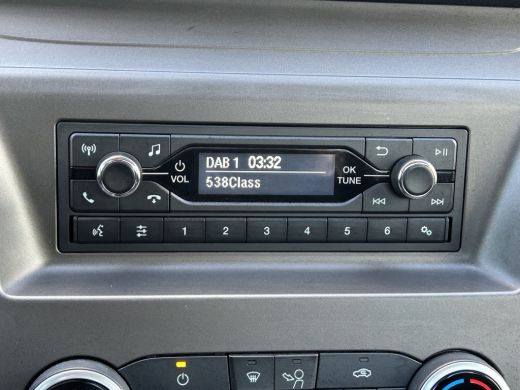 DAB 1 03:32
538Class
VOL
OK
TUNE
1 2 3 4 5 6